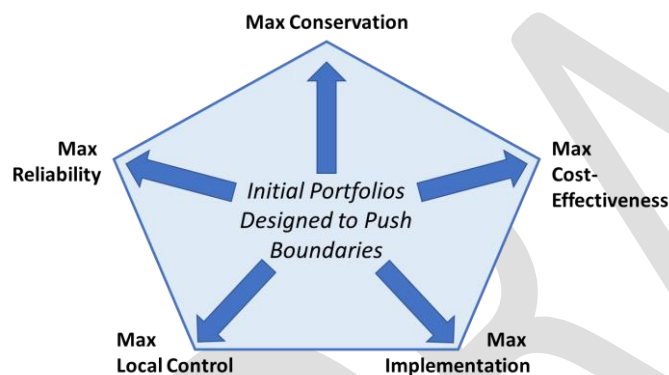 Max Conservation
Max
Reliability
Max
Cost-
Effectiveness
Initial Portfolios
Designed to Push
Boundaries
Max
Local Control
Max
Implementation